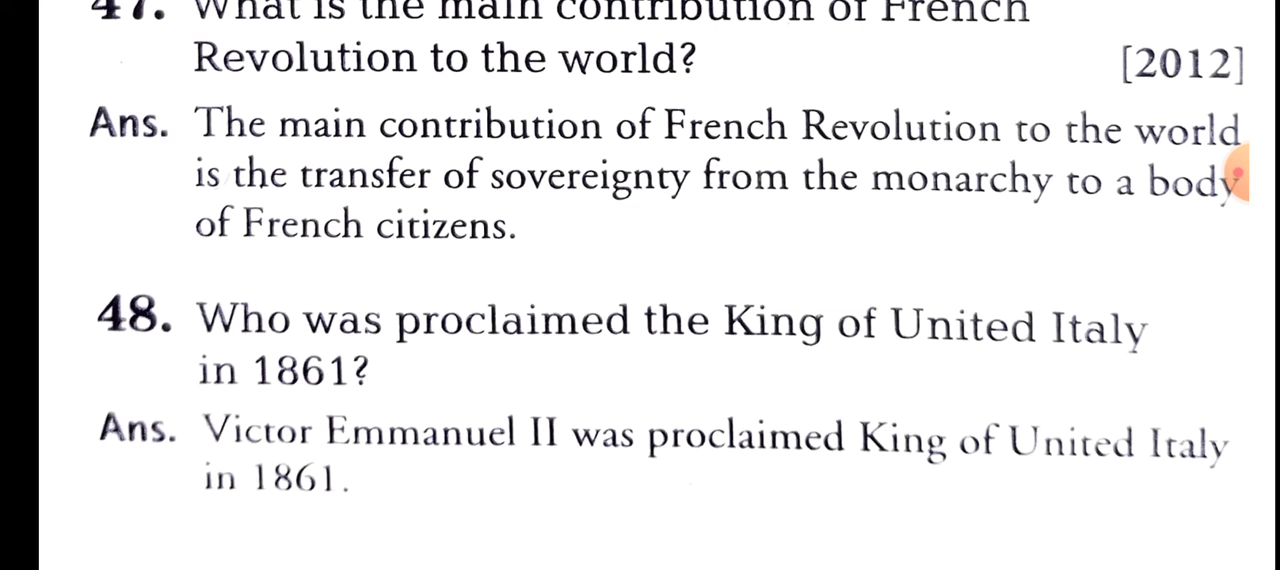 47. What is the main contribution of French
Revolution to the world? [2012]
Ans. The main contribution of French Revolution to the world
is the transfer of sovereignty from the monarchy to a body
of French citizens.
48. Who was proclaimed the King of United Italy
in 1861?
Ans. Victor Emmanuel II was proclaimed King of United Italy
in 1861.